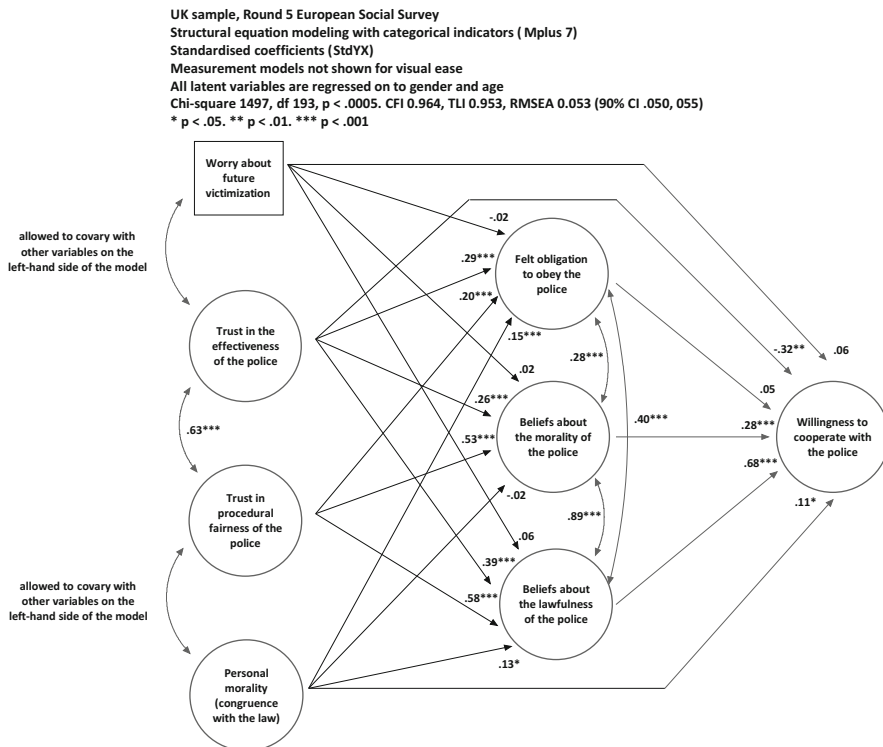 UK sample, Round 5 European Social Survey
Structural equation modeling with categorical indicators ( Mplus 7)
Standardised coefficients (StdYX)
Measurement models not shown for visual ease
All latent variables are regressed on to gender and age
Chi-square 1497, df 193, p < .0005. CFI 0.964, TLI 0.953, RMSEA 0.053 (90% CI .050, 055)
* p < .05. ** p < .01. *** p < .001
Worry about
future
victimization
allowed to covary with
other variables on the
left-hand side of the model
Trust in the
effectiveness
of the police
.63***
Trust in
procedural
fairness of the
police
allowed to covary with
other variables on the
left-hand side of the model
Personal
morality
(congruence
with the law)
-.02
.29***
.20***
.15***
Felt obligation
to obey the
police
.28***
.02
.26***
.53***
-.02
Beliefs about
the morality of
the police
.40***
.89***
.06
.39***
.58***
.13*
Beliefs about
the lawfulness
of the police
-.32**
.06
.05
.28***
.68***
.11*
Willingness to
cooperate with
the police